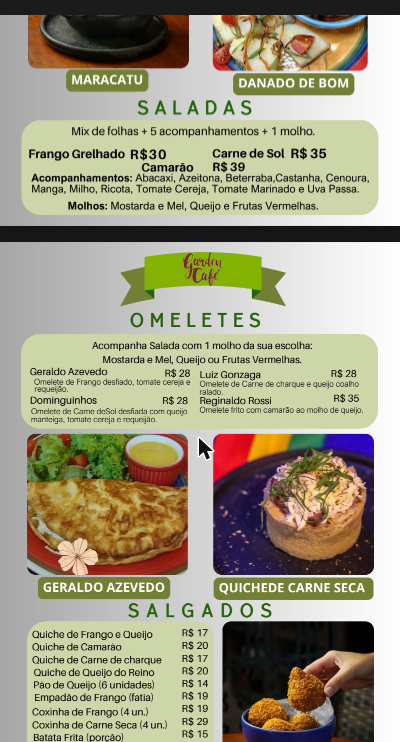 MARACATU
DANADO DE BOM
SALADAS
Mix de folhas + 5 acompanhamentos + 1 molho.
Frango Grelhado R$30
Carne de Sol R$ 35
Camarão R$ 39
Acompanhamentos: Abacaxi, Azeitona, Beterraba,Castanha, Cenoura,
Manga, Milho, Ricota, Tomate Cereja, Tomate Marinado e Uva Passa.
Molhos: Mostarda e Mel, Queijo e Frutas Vermelhas.
Garden
Café
OMELETES
Acompanha Salada com 1 molho da sua escolha:
Mostarda e Mel, Queijo ou Frutas Vermelhas.
Geraldo Azevedo R$ 28
Omelete de Frango desfiado, tomate cereja e
requeijão.
Dominguinhos R$ 28
Omelete de Carne deSol desfiada com queijo
manteiga, tomate cereja e requeijão.
Luiz Gonzaga R$ 28
Omelete de Carne de charque e queijo coalho
ralado.
Reginaldo Rossi R$ 35
Omelete frito com camarão ao molho de queijo.
GERALDO AZEVEDO
QUICHEDE CARNE SECA
SALGADOS
Quiche de Frango e Queijo R$ 17
Quiche de Camarão R$ 20
Quiche de Carne de charque R$ 17
Quiche de Queijo do Reino R$ 20
Pão de Queijo (6 unidades) R$ 14
Empadão de Frango (fatia) R$ 19
Coxinha de Frango (4 un.) R$ 19
Coxinha de Carne Seca (4 un.) R$ 29
Batata Frita (porção) R$ 15